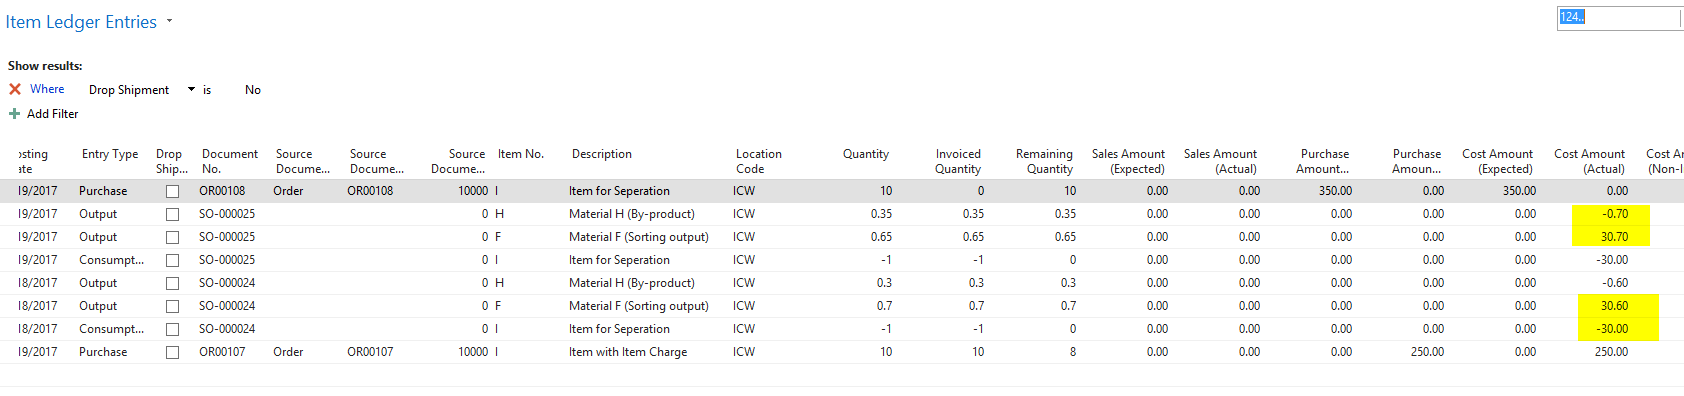 Item Ledger Entries
124..
Show results:
Where Drop Shipment is No
Add Filter
osting Entry Type Drop Document Source Source Source Item No. Description Location Quantity Invoiced Remaining Sales Amount Sales Amount Purchase Purchase Cost Amount Cost Amount Cost A
ate Ship... No. Docume... Docume... Docume... Code Quantity Quantity (Expected) (Actual) Amount... Amoun... (Expected) (Actual) (Non-I
l9/2017 Purchase OR00108 Order OR00108 10000 I Item for Seperation ICW 10 0 10 0.00 0.00 350.00 0.00 350.00 0.00
l9/2017 Output SO-000025 0 H Material H (By-product) ICW 0.35 0.35 0.35 0.00 0.00 0.00 0.00 0.00 -0.70
l9/2017 Output SO-000025 0 F Material F (Sorting output) ICW 0.65 0.65 0.65 0.00 0.00 0.00 0.00 0.00 30.70
l9/2017 Consumpt... SO-000025 0 I Item for Seperation ICW -1 -1 0 0.00 0.00 0.00 0.00 0.00 -30.00
l8/2017 Output SO-000024 0 H Material H (By-product) ICW 0.3 0.3 0.3 0.00 0.00 0.00 0.00 0.00 -0.60
l8/2017 Output SO-000024 0 F Material F (Sorting output) ICW 0.7 0.7 0.7 0.00 0.00 0.00 0.00 0.00 30.60
l8/2017 Consumpt... SO-000024 0 I Item for Seperation ICW -1 -1 0 0.00 0.00 0.00 0.00 0.00 -30.00
l9/2017 Purchase OR00107 Order OR00107 10000 I Item with Item Charge ICW 10 10 8 0.00 0.00 0.00 250.00 0.00 250.00